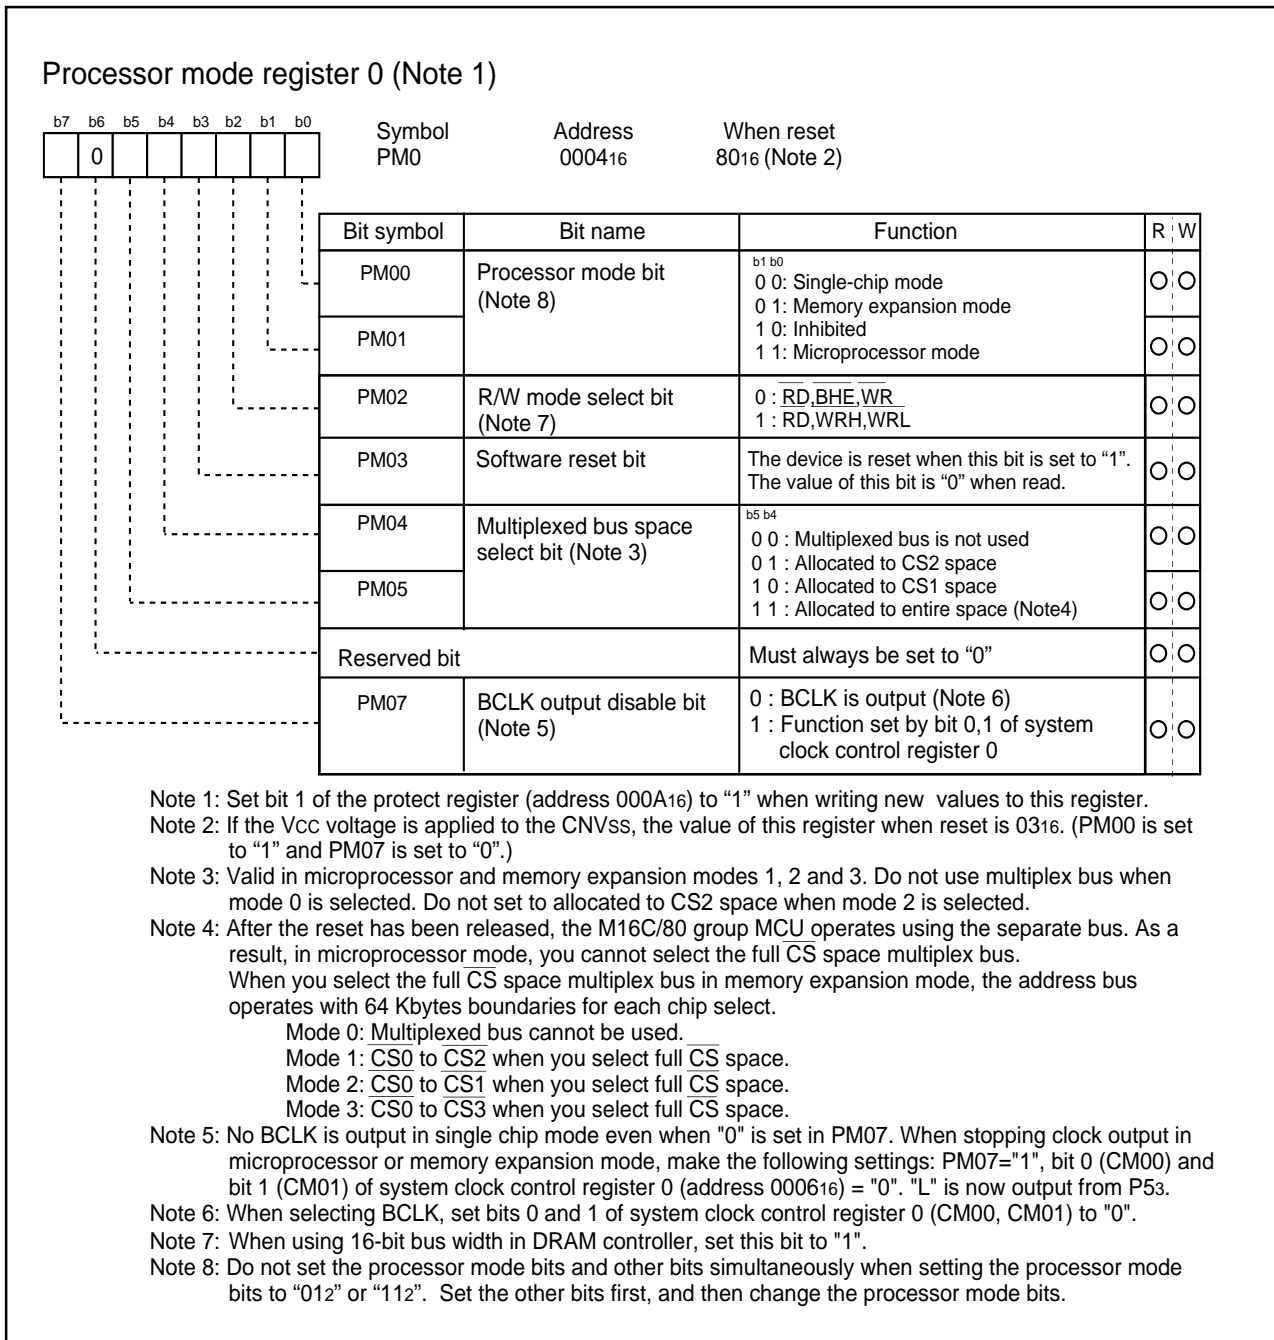 Processor mode register 0 (Note 1)
b7 b6 b5 b4 b3 b2 b1 b0
0
Symbol Address When reset
PM0 000416 8016 (Note 2)
Bit symbol Bit name Function R W
PM00 Processor mode bit (Note 8)
b1 b0
0 0: Single-chip mode
0 1: Memory expansion mode
1 0: Inhibited
1 1: Microprocessor mode
PM01
PM02 R/W mode select bit (Note 7)
0 : RD,BHE,WR
1 : RD,WRH,WRL
PM03 Software reset bit
The device is reset when this bit is set to “1”.
The value of this bit is “0” when read.
PM04 Multiplexed bus space select bit (Note 3)
b5 b4
0 0 : Multiplexed bus is not used
0 1 : Allocated to CS2 space
1 0 : Allocated to CS1 space
1 1 : Allocated to entire space (Note4)
PM05
Reserved bit Must always be set to “0”
PM07 BCLK output disable bit (Note 5)
0 : BCLK is output (Note 6)
1 : Function set by bit 0,1 of system
clock control register 0
Note 1: Set bit 1 of the protect register (address 000A16) to “1” when writing new values to this register.
Note 2: If the VCC voltage is applied to the CNVSS, the value of this register when reset is 0316. (PM00 is set
to “1” and PM07 is set to “0”.)
Note 3: Valid in microprocessor and memory expansion modes 1, 2 and 3. Do not use multiplex bus when
mode 0 is selected. Do not set to allocated to CS2 space when mode 2 is selected.
Note 4: After the reset has been released, the M16C/80 group MCU operates using the separate bus. As a
result, in microprocessor mode, you cannot select the full CS space multiplex bus.
When you select the full CS space multiplex bus in memory expansion mode, the address bus
operates with 64 Kbytes boundaries for each chip select.
Mode 0: Multiplexed bus cannot be used.
Mode 1: CS0 to CS2 when you select full CS space.
Mode 2: CS0 to CS1 when you select full CS space.
Mode 3: CS0 to CS3 when you select full CS space.
Note 5: No BCLK is output in single chip mode even when "0" is set in PM07. When stopping clock output in
microprocessor or memory expansion mode, make the following settings: PM07="1", bit 0 (CM00) and
bit 1 (CM01) of system clock control register 0 (address 000616) = "0". "L" is now output from P53.
Note 6: When selecting BCLK, set bits 0 and 1 of system clock control register 0 (CM00, CM01) to "0".
Note 7: When using 16-bit bus width in DRAM controller, set this bit to "1".
Note 8: Do not set the processor mode bits and other bits simultaneously when setting the processor mode
bits to “012” or “112”. Set the other bits first, and then change the processor mode bits.